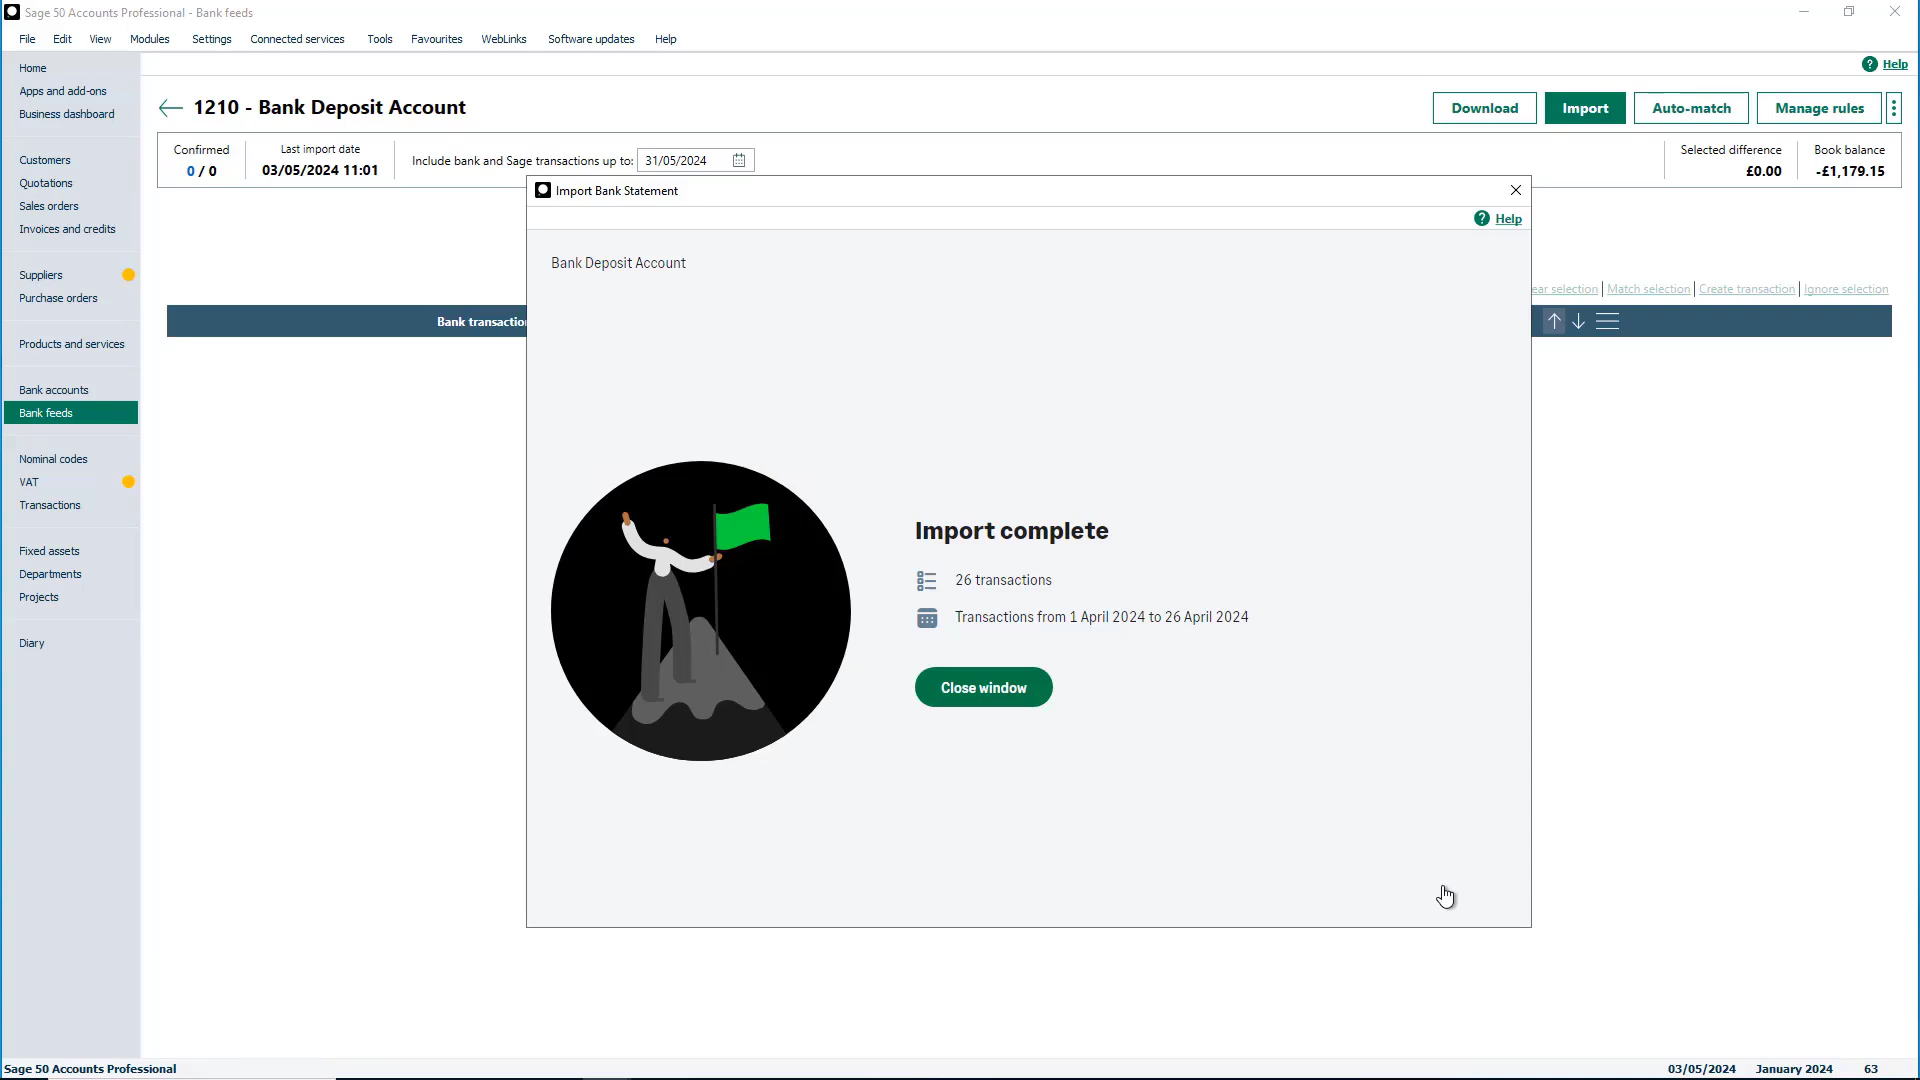 Sage 50 Accounts Professional - Bank feeds
File Edit View Modules Settings Connected services Tools Favourites WebLinks Software updates Help
Help
Home
Apps and add-ons
Business dashboard
Customers
Quotations
Sales orders
Invoices and credits
Suppliers
Purchase orders
Products and services
Bank accounts
Bank feeds
Nominal codes
VAT
Transactions
Fixed assets
Departments
Projects
Diary
1210 - Bank Deposit Account
Download Import Auto-match Manage rules
Confirmed
0 / 0
Last import date
03/05/2024 11:01
Include bank and Sage transactions up to: 31/05/2024
Selected difference
£0.00
Book balance
-£1,179.15
ear selection Match selection Create transaction Ignore selection
Bank transaction
Import Bank Statement
Help
Bank Deposit Account
Import complete
26 transactions
Transactions from 1 April 2024 to 26 April 2024
Close window
Sage 50 Accounts Professional 03/05/2024 January 2024 63